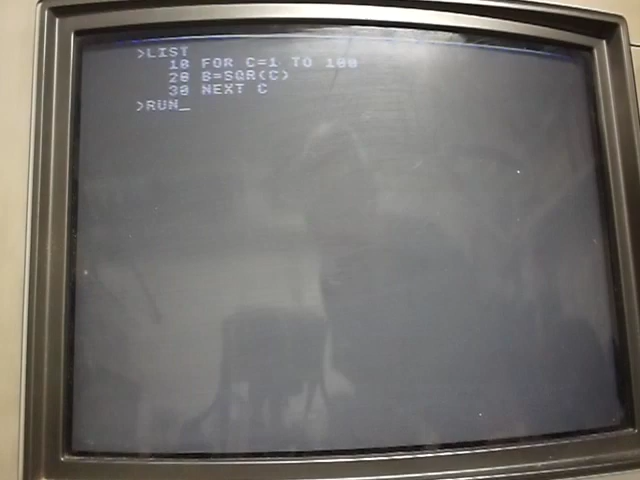 >LIST
10 FOR C=1 TO 100
20 B=SQR(C)
30 NEXT C
>RUN_